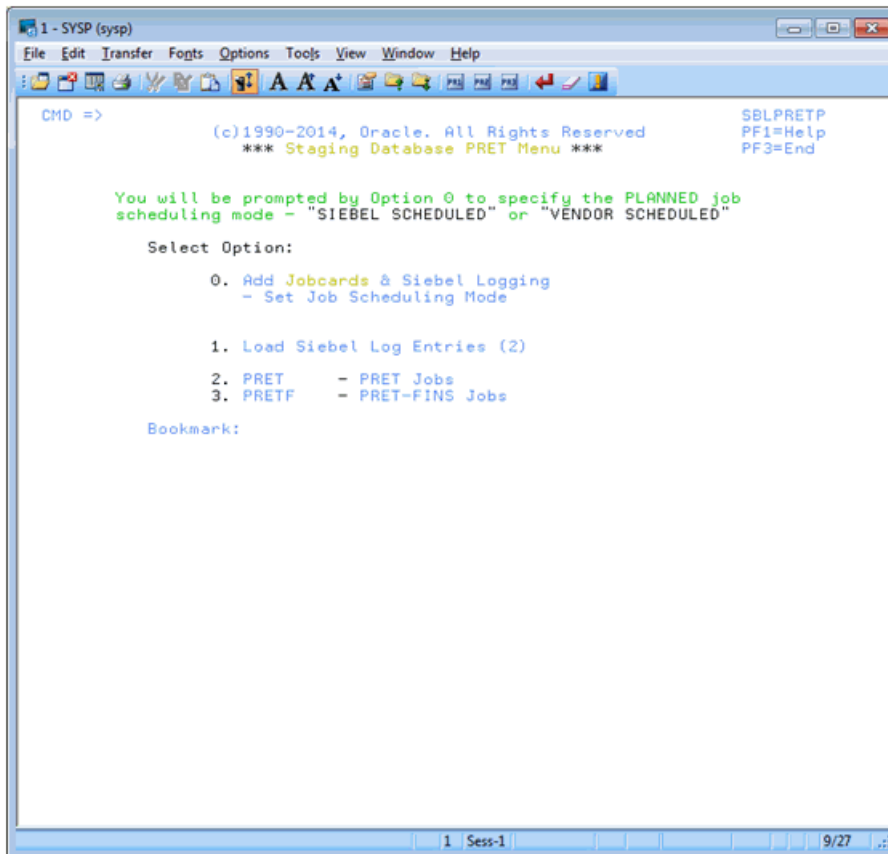 1 - SYSP (sysp)
File Edit Transfer Fonts Options Tools View Window Help
A A A PA1 PA2 PA3
CMD => SBLPRETP
(c)1990-2014, Oracle. All Rights Reserved PF1=Help
*** Staging Database PRET Menu *** PF3=End
You will be prompted by Option 0 to specify the PLANNED job
scheduling mode - "SIEBEL SCHEDULED" or "VENDOR SCHEDULED"
Select Option:
0. Add Jobcards & Siebel Logging
- Set Job Scheduling Mode
1. Load Siebel Log Entries (2)
2. PRET - PRET Jobs
3. PRETF - PRET-FINS Jobs
Bookmark:
1 Sess-1 9/27